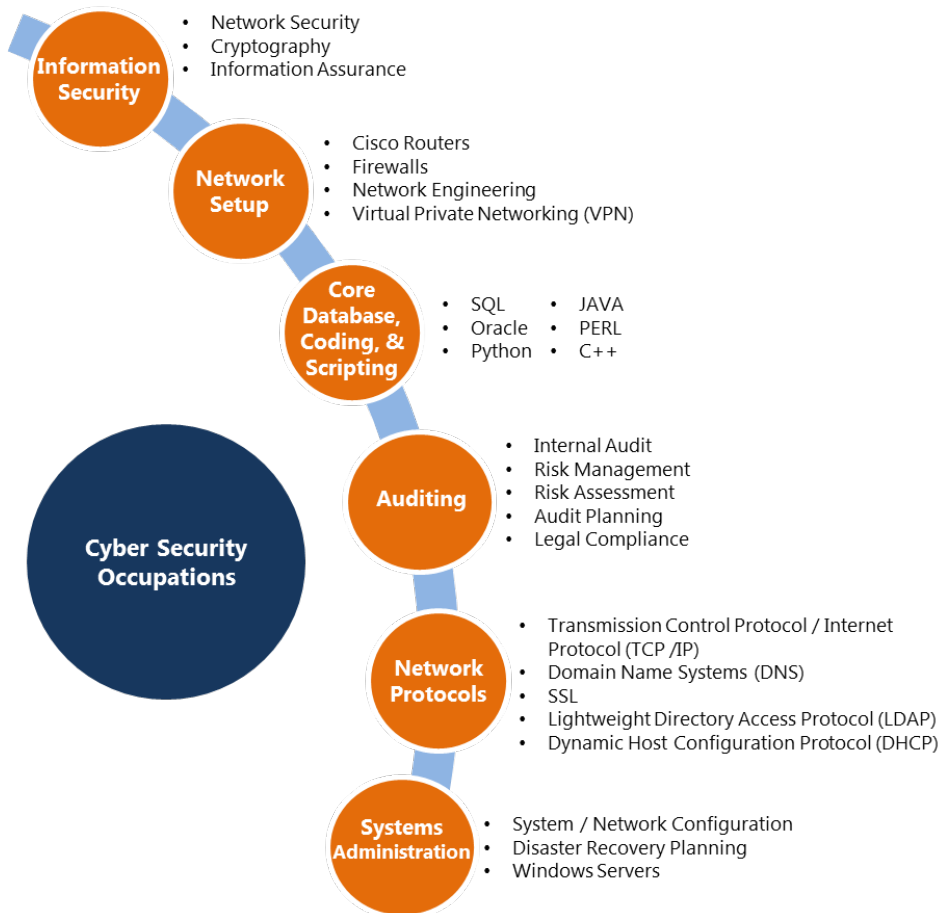 Information
Security
• Network Security
• Cryptography
• Information Assurance
Network
Setup
• Cisco Routers
• Firewalls
• Network Engineering
• Virtual Private Networking (VPN)
Core
Database,
Coding, &
Scripting
• SQL
• Oracle
• Python
• JAVA
• PERL
• C++
Auditing
• Internal Audit
• Risk Management
• Risk Assessment
• Audit Planning
• Legal Compliance
Cyber Security
Occupations
Network
Protocols
• Transmission Control Protocol / Internet
Protocol (TCP /IP)
• Domain Name Systems (DNS)
• SSL
• Lightweight Directory Access Protocol (LDAP)
• Dynamic Host Configuration Protocol (DHCP)
Systems
Administration
• System / Network Configuration
• Disaster Recovery Planning
• Windows Servers